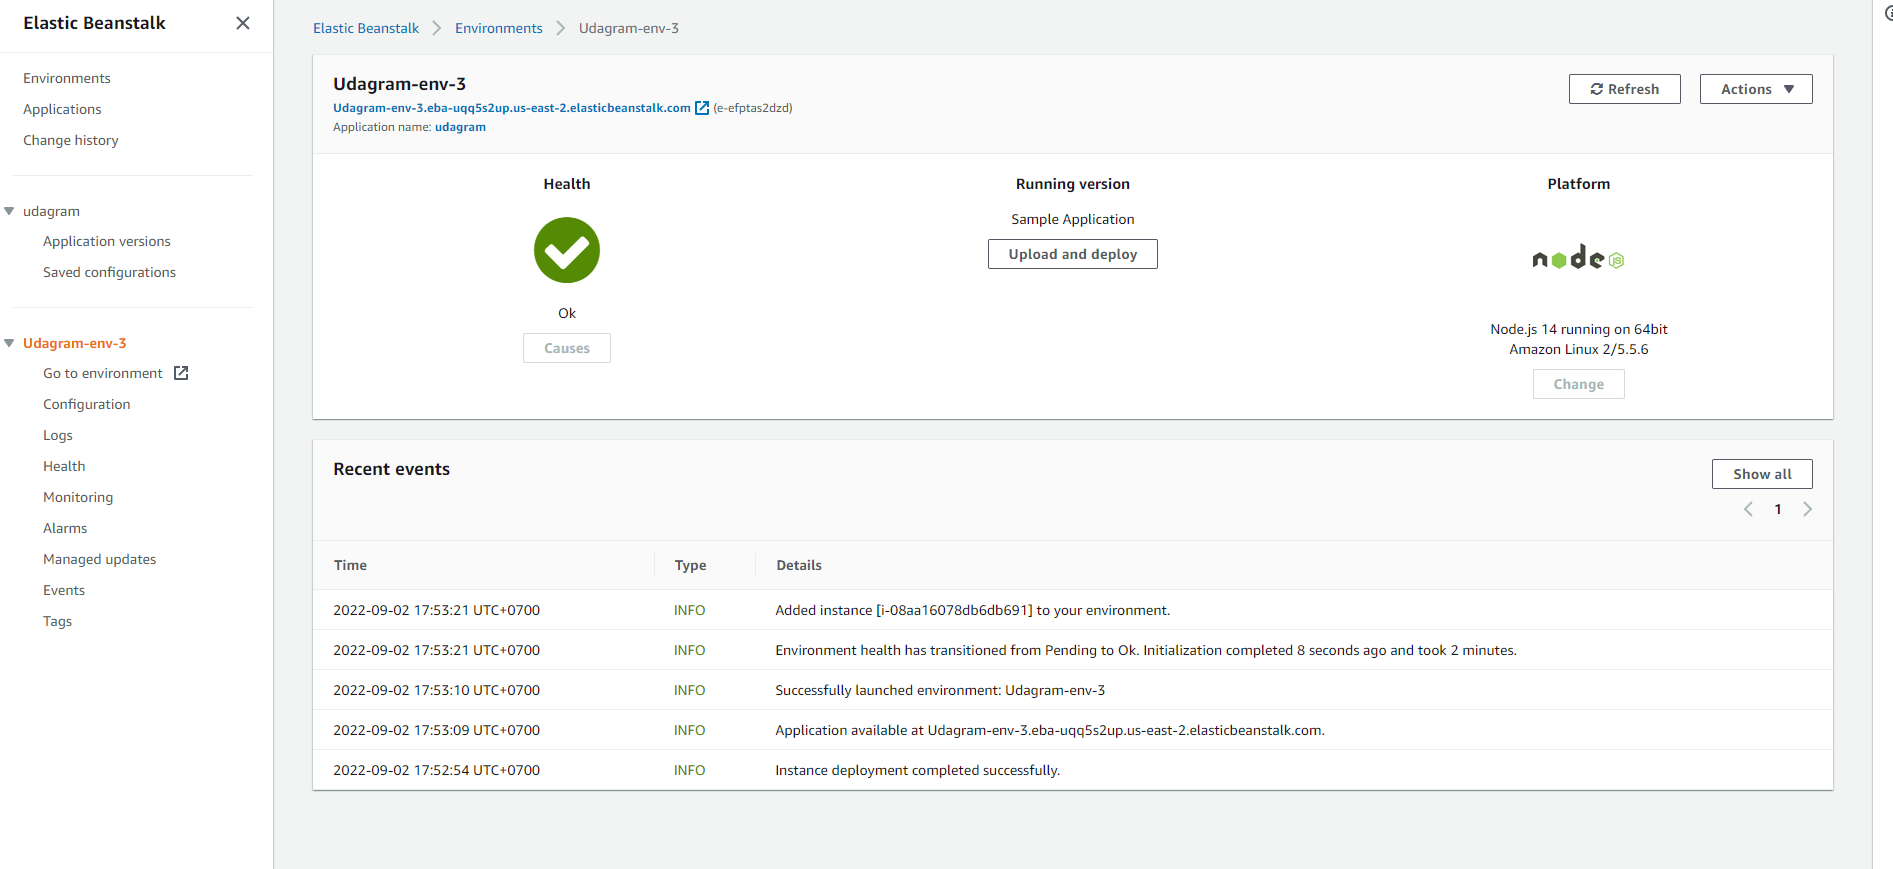 Elastic Beanstalk
Environments
Applications
Change history
udagram
Application versions
Saved configurations
Udagram-env-3
Go to environment
Configuration
Logs
Health
Monitoring
Alarms
Managed updates
Events
Tags
Elastic Beanstalk > Environments > Udagram-env-3
Udagram-env-3
Udagram-env-3.eba-uqq5s2up.us-east-2.elasticbeanstalk.com (e-efptas2dzd)
Application name: udagram
Refresh
Actions
Health
Ok
Causes
Running version
Sample Application
Upload and deploy
Platform
node JS
Node.js 14 running on 64bit
Amazon Linux 2/5.5.6
Change
Recent events
Show all
1
Time Type Details
2022-09-02 17:53:21 UTC+0700 INFO Added instance [i-08aa16078db6db691] to your environment.
2022-09-02 17:53:21 UTC+0700 INFO Environment health has transitioned from Pending to Ok. Initialization completed 8 seconds ago and took 2 minutes.
2022-09-02 17:53:10 UTC+0700 INFO Successfully launched environment: Udagram-env-3
2022-09-02 17:53:09 UTC+0700 INFO Application available at Udagram-env-3.eba-uqq5s2up.us-east-2.elasticbeanstalk.com.
2022-09-02 17:52:54 UTC+0700 INFO Instance deployment completed successfully.